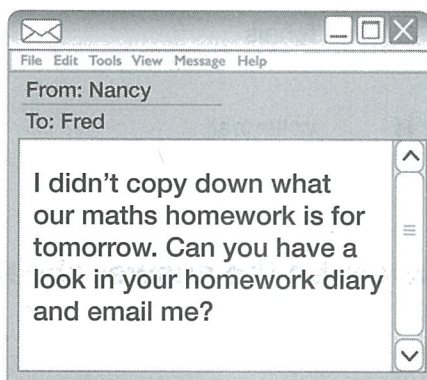 File Edit Tools View Message Help
From: Nancy
To: Fred
I didn't copy down what
our maths homework is for
tomorrow. Can you have a
look in your homework diary
and email me?